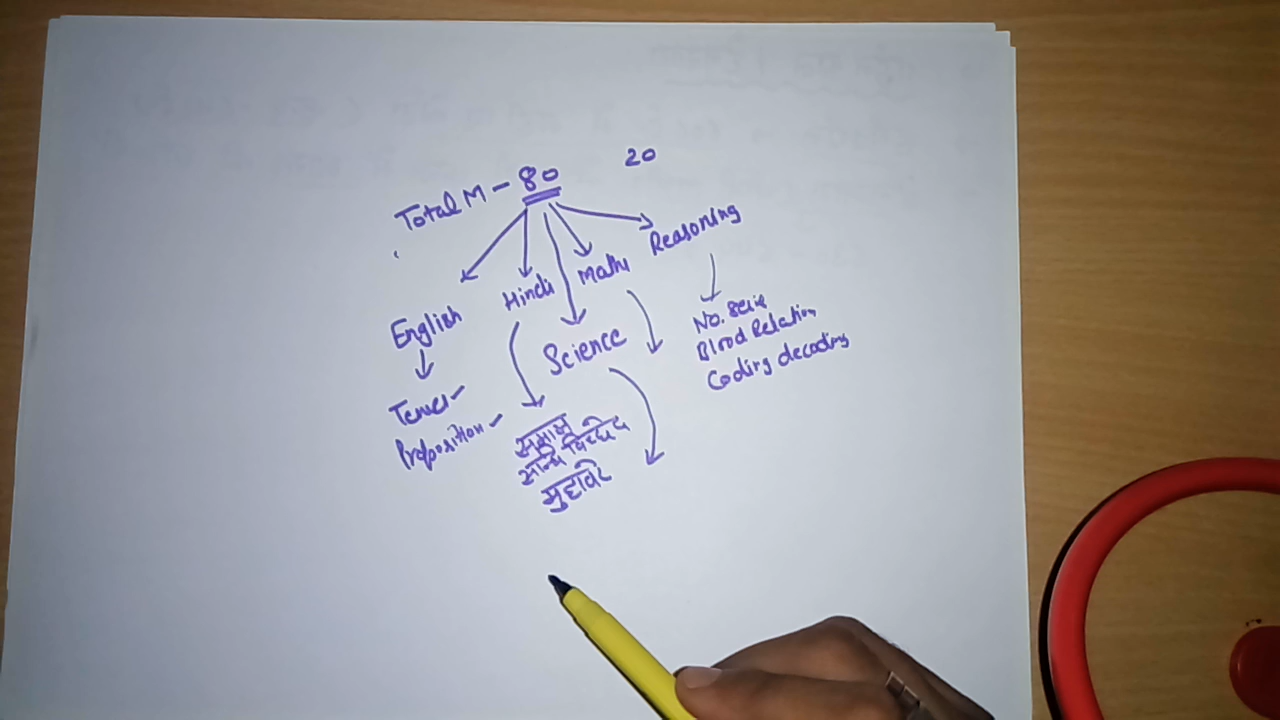 20
Total M - 80
Reasoning
Maths
Hindi
English
Science
No. Serie
Blood Relation
Coding decoding
Tense -
Preposition -
समास
सन्धि विच्छेद
मुहावरे